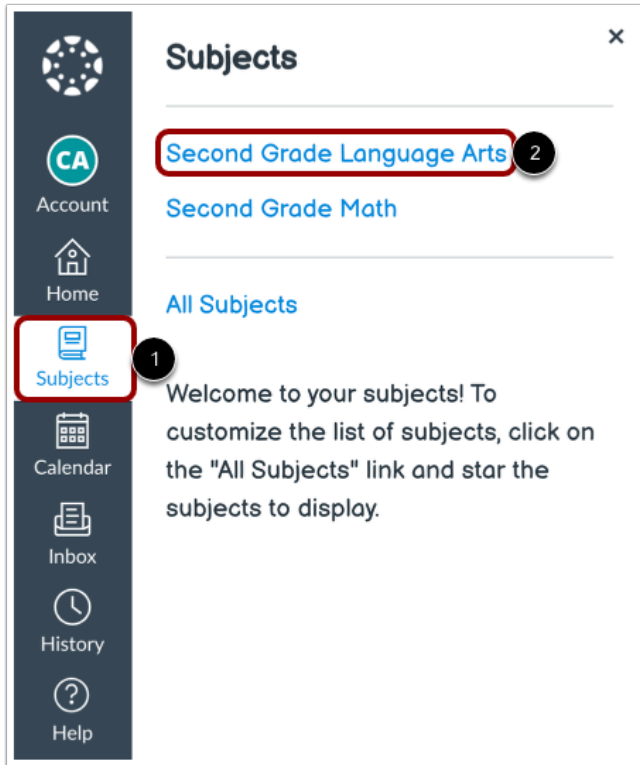 CA
Account
Home
Subjects
1
Calendar
Inbox
History
Help
Subjects
×
Second Grade Language Arts
2
Second Grade Math
All Subjects
Welcome to your subjects! To
customize the list of subjects, click on
the "All Subjects" link and star the
subjects to display.